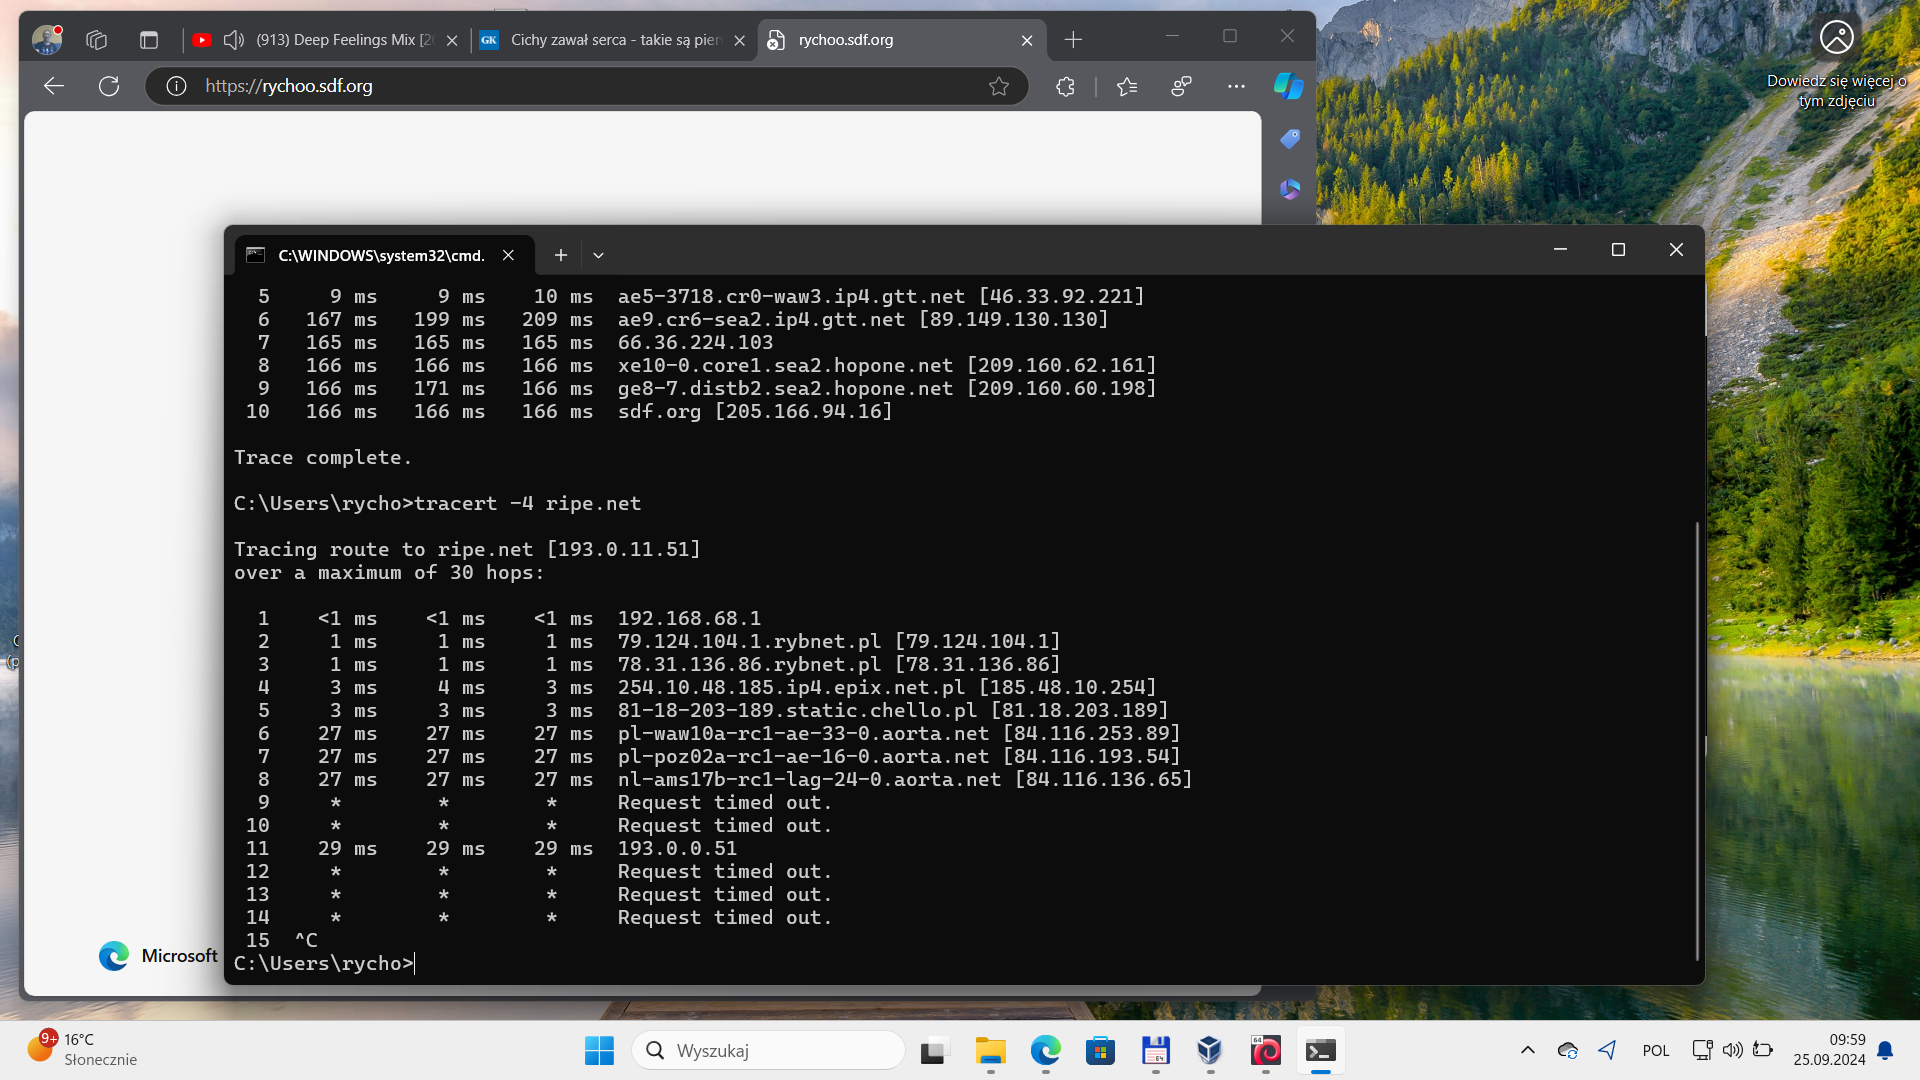 (913) Deep Feelings Mix [2
GK
Cichy zawał serca - takie są pier
rychoo.sdf.org
https://rychoo.sdf.org
Dowiedz się więcej o
tym zdjęciu
C:\WINDOWS\system32\cmd.
  5     9 ms     9 ms    10 ms  ae5-3718.cr0-waw3.ip4.gtt.net [46.33.92.221]
  6   167 ms   199 ms   209 ms  ae9.cr6-sea2.ip4.gtt.net [89.149.130.130]
  7   165 ms   165 ms   165 ms  66.36.224.103
  8   166 ms   166 ms   166 ms  xe10-0.core1.sea2.hopone.net [209.160.62.161]
  9   166 ms   171 ms   166 ms  ge8-7.distb2.sea2.hopone.net [209.160.60.198]
 10   166 ms   166 ms   166 ms  sdf.org [205.166.94.16]
Trace complete.
C:\Users\rycho>tracert -4 ripe.net
Tracing route to ripe.net [193.0.11.51]
over a maximum of 30 hops:
  1    <1 ms    <1 ms    <1 ms  192.168.68.1
  2     1 ms     1 ms     1 ms  79.124.104.1.rybnet.pl [79.124.104.1]
  3     1 ms     1 ms     1 ms  78.31.136.86.rybnet.pl [78.31.136.86]
  4     3 ms     4 ms     3 ms  254.10.48.185.ip4.epix.net.pl [185.48.10.254]
  5     3 ms     3 ms     3 ms  81-18-203-189.static.chello.pl [81.18.203.189]
  6    27 ms    27 ms    27 ms  pl-waw10a-rc1-ae-33-0.aorta.net [84.116.253.89]
  7    27 ms    27 ms    27 ms  pl-poz02a-rc1-ae-16-0.aorta.net [84.116.193.54]
  8    27 ms    27 ms    27 ms  nl-ams17b-rc1-lag-24-0.aorta.net [84.116.136.65]
  9     *        *        *     Request timed out.
 10     *        *        *     Request timed out.
 11    29 ms    29 ms    29 ms  193.0.0.51
 12     *        *        *     Request timed out.
 13     *        *        *     Request timed out.
 14     *        *        *     Request timed out.
 15  ^C
C:\Users\rycho>
Microsoft
9+
16°C
Słonecznie
Wyszukaj
64
64
POL
09:59
25.09.2024